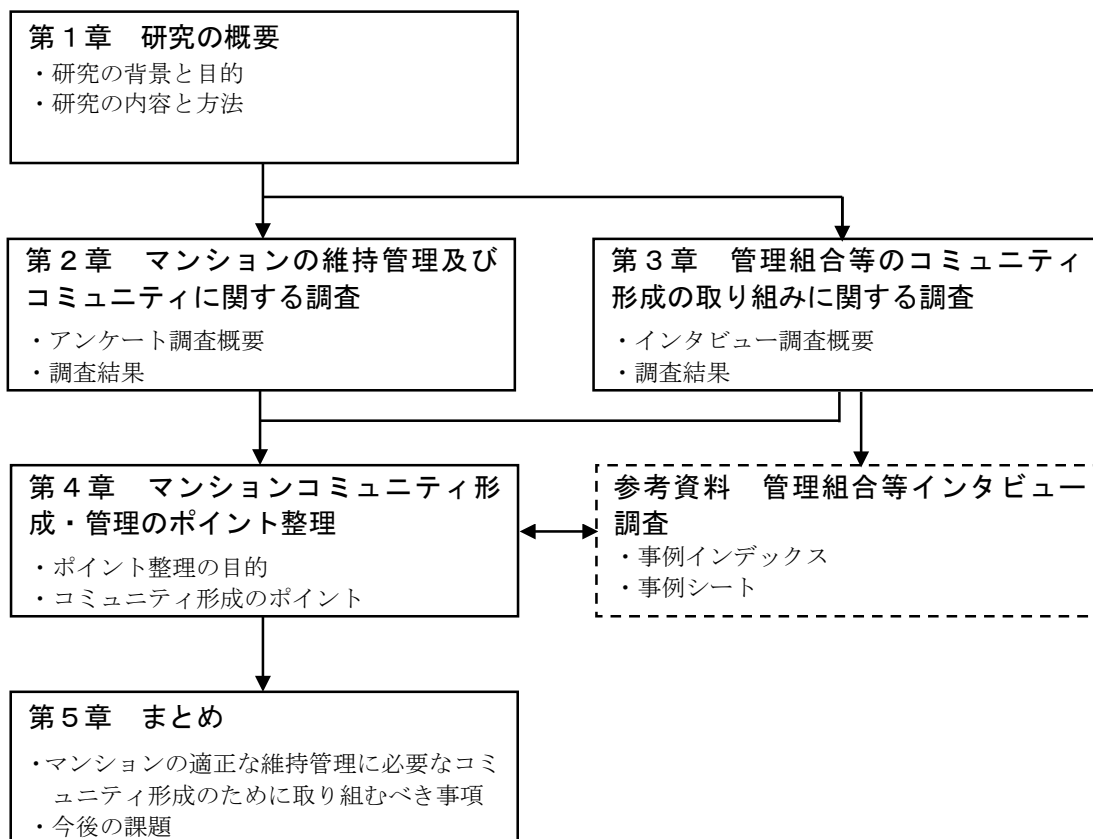 第１章　研究の概要
・研究の背景と目的
・研究の内容と方法
第２章　マンションの維持管理及び
コミュニティに関する調査
・アンケート調査概要
・調査結果
第３章　管理組合等のコミュニティ
形成の取り組みに関する調査
・インタビュー調査概要
・調査結果
第４章　マンションコミュニティ形
成・管理のポイント整理
・ポイント整理の目的
・コミュニティ形成のポイント
参考資料　管理組合等インタビュー
調査
・事例インデックス
・事例シート
第５章　まとめ
・マンションの適正な維持管理に必要なコミ
ュニティ形成のために取り組むべき事項
・今後の課題